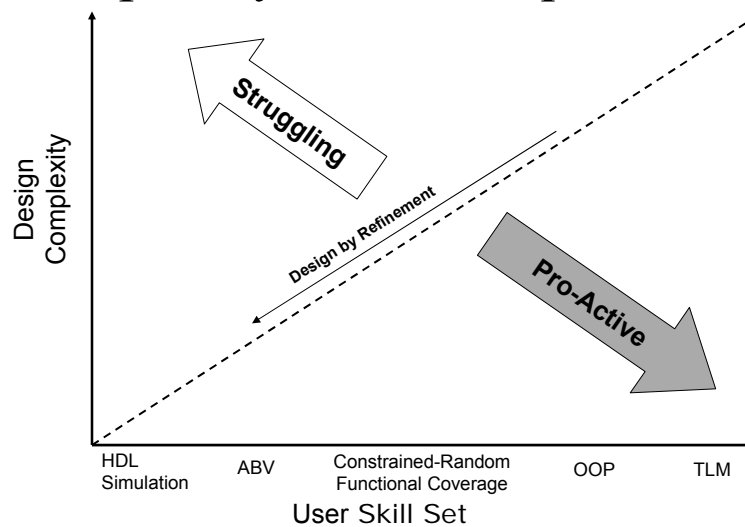 Struggling
Design
Complexity
Design by Refinement
Pro-Active
HDL
Simulation
ABV
Constrained-Random
Functional Coverage
OOP
TLM
User Skill Set